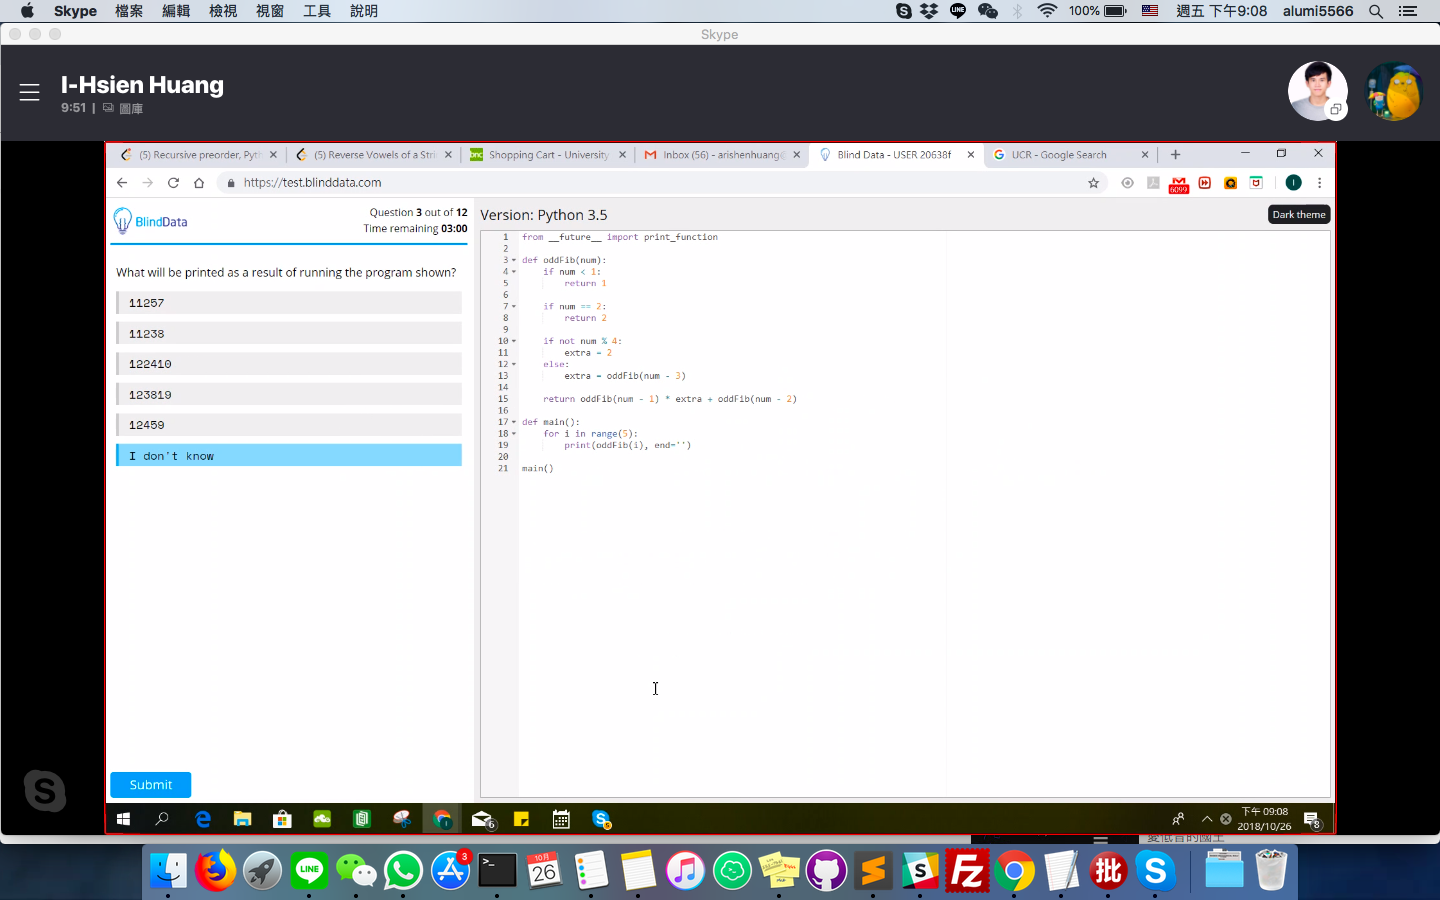 Skype 檔案 編輯 檢視 視窗 工具 說明 100% 週五 下午9:08 alumi5566
Skype
I-Hsien Huang
9:51 | 圖庫
(5) Recursive preorder, Pyth
(5) Reverse Vowels of a Stri
Shopping Cart - University
Inbox (56) - arishenhuang@
Blind Data - USER 20638f
UCR - Google Search
https://test.blinddata.com
6099
BlindData
Question 3 out of 12
Time remaining 03:00
What will be printed as a result of running the program shown?
11257
11238
122410
123819
12459
I don't know
Submit
Version: Python 3.5
Dark theme
1 from __future__ import print_function
2
3 def oddFib(num):
4 if num < 1:
5 return 1
6
7 if num == 2:
8 return 2
9
10 if not num % 4:
11 extra = 2
12 else:
13 extra = oddFib(num - 3)
14
15 return oddFib(num - 1) * extra + oddFib(num - 2)
16
17 def main():
18 for i in range(5):
19 print(oddFib(i), end='')
20
21 main()
下午 09:08
2018/10/26
6
8
LINE
3
10月
26
批